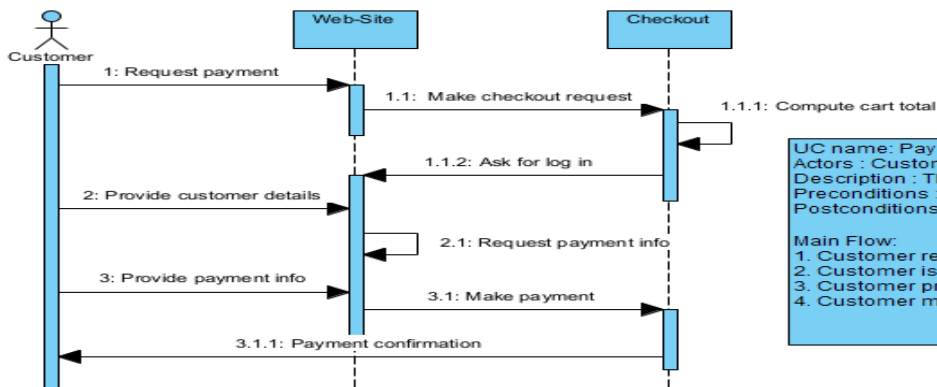 Web-Site
Checkout
Customer
1: Request payment
1.1: Make checkout request
1.1.1: Compute cart total
1.1.2: Ask for log in
2: Provide customer details
2.1: Request payment info
3: Provide payment info
3.1: Make payment
3.1.1: Payment confirmation
UC name: Pay
Actors : Custom
Description :
Preconditions :
Postconditions
Main Flow:
1. Customer re
2. Customer is
3. Customer pr
4. Customer m